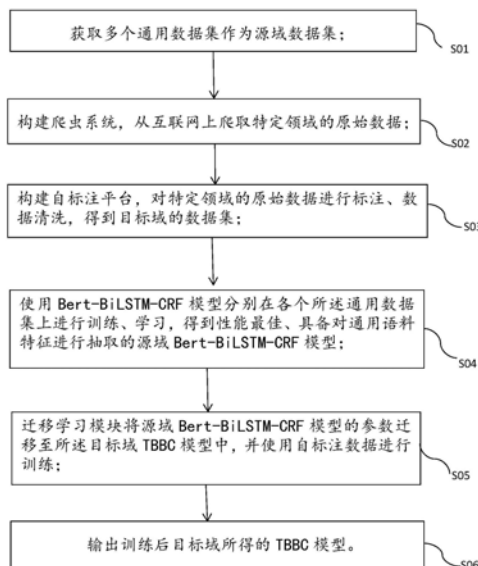 获取多个通用数据集作为源域数据集；
S01
构建爬虫系统，从互联网上爬取特定领域的原始数据；
S02
构建自标注平台，对特定领域的原始数据进行标注、数
据清洗，得到目标域的数据集；
S03
使用 Bert-BiLSTM-CRF 模型分别在各个所述通用数据
集上进行训练、学习，得到性能最佳、具备对通用语料
特征进行抽取的源域 Bert-BiLSTM-CRF 模型；
S04
迁移学习模块将源域 Bert-BiLSTM-CRF 模型的参数迁
移至所述目标域 TBBC 模型中，并使用自标注数据进行
训练；
S05
输出训练后目标域所得的 TBBC 模型。
S06